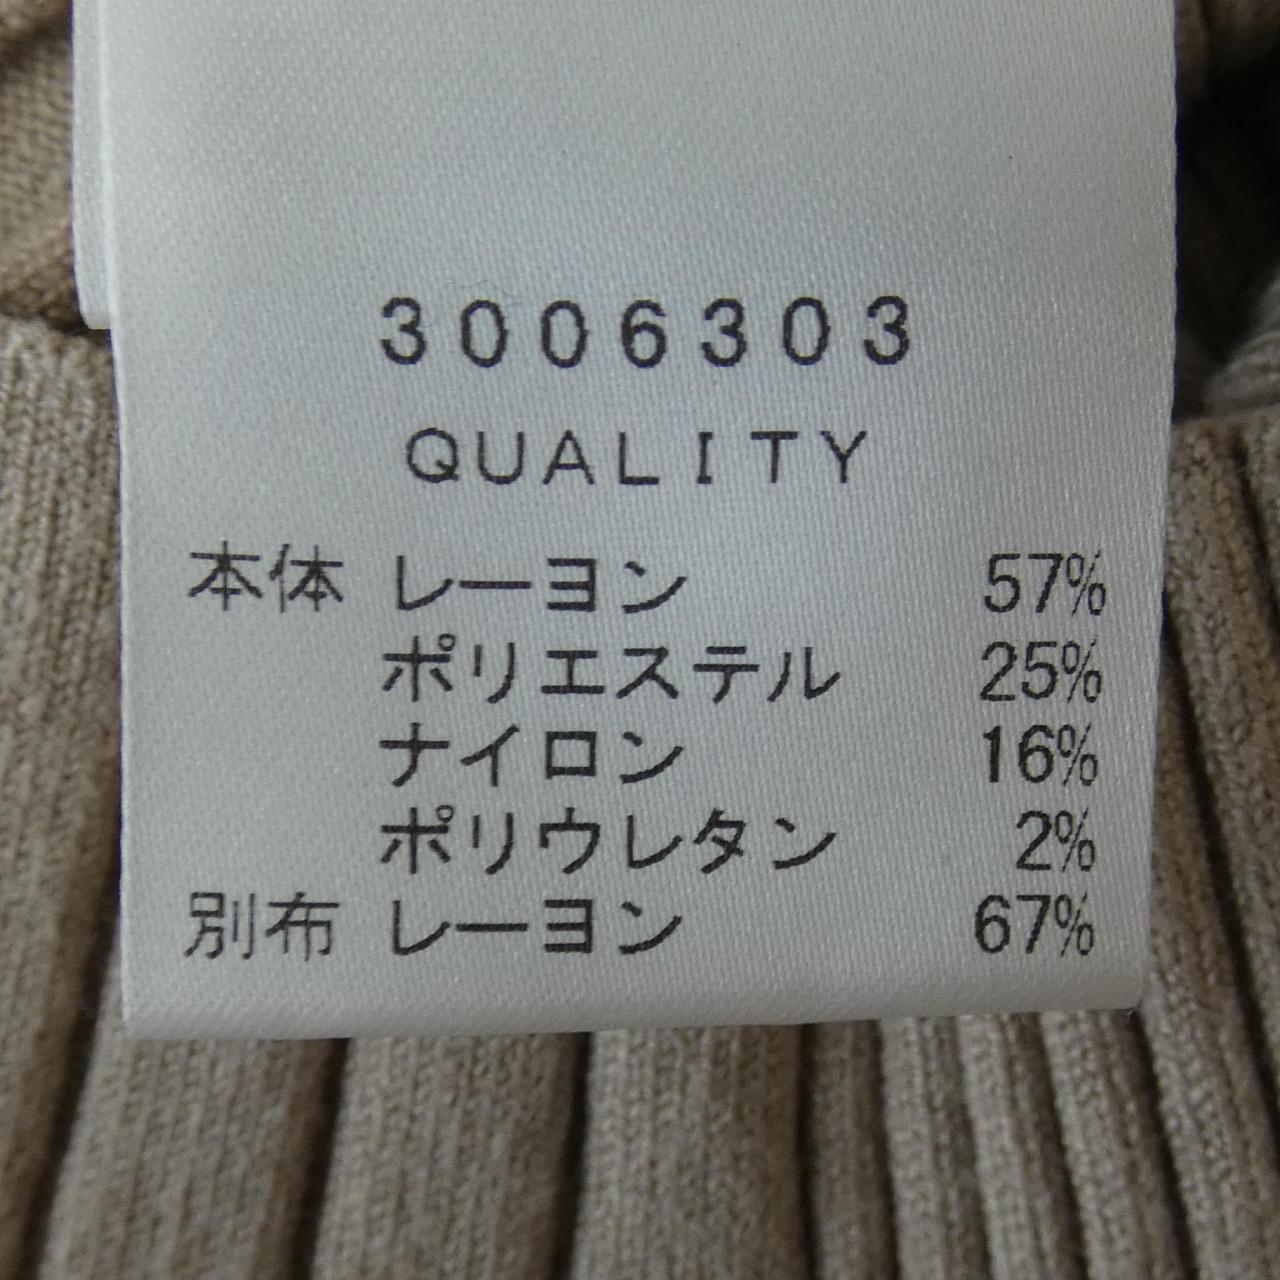 3006303
QUALITY
本体 レーヨン 57%
ポリエステル 25%
ナイロン 16%
ポリウレタン 2%
別布 レーヨン 67%